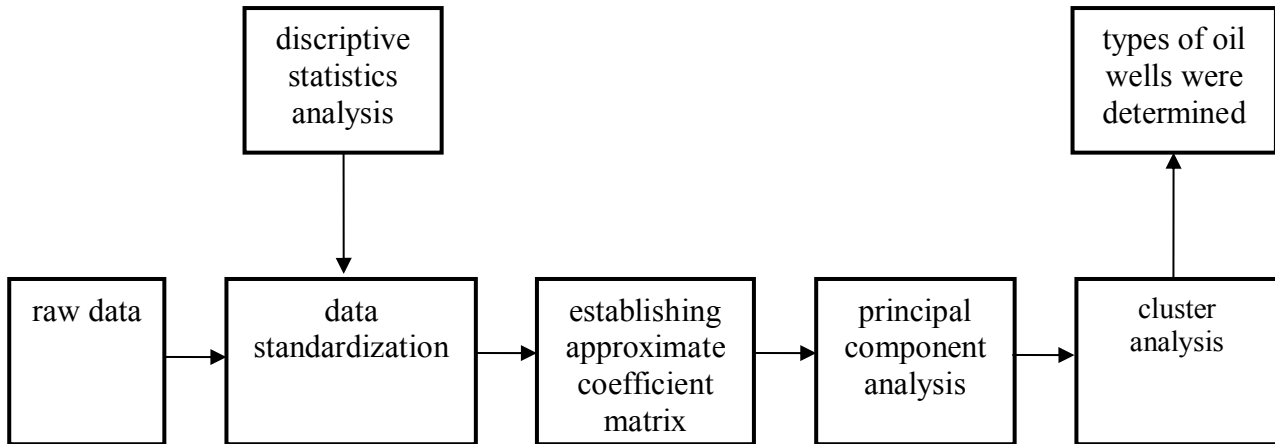 discriptive
statistics
analysis
types of oil
wells were
determined
raw data
data
standardization
establishing
approximate
coefficient
matrix
principal
component
analysis
cluster
analysis